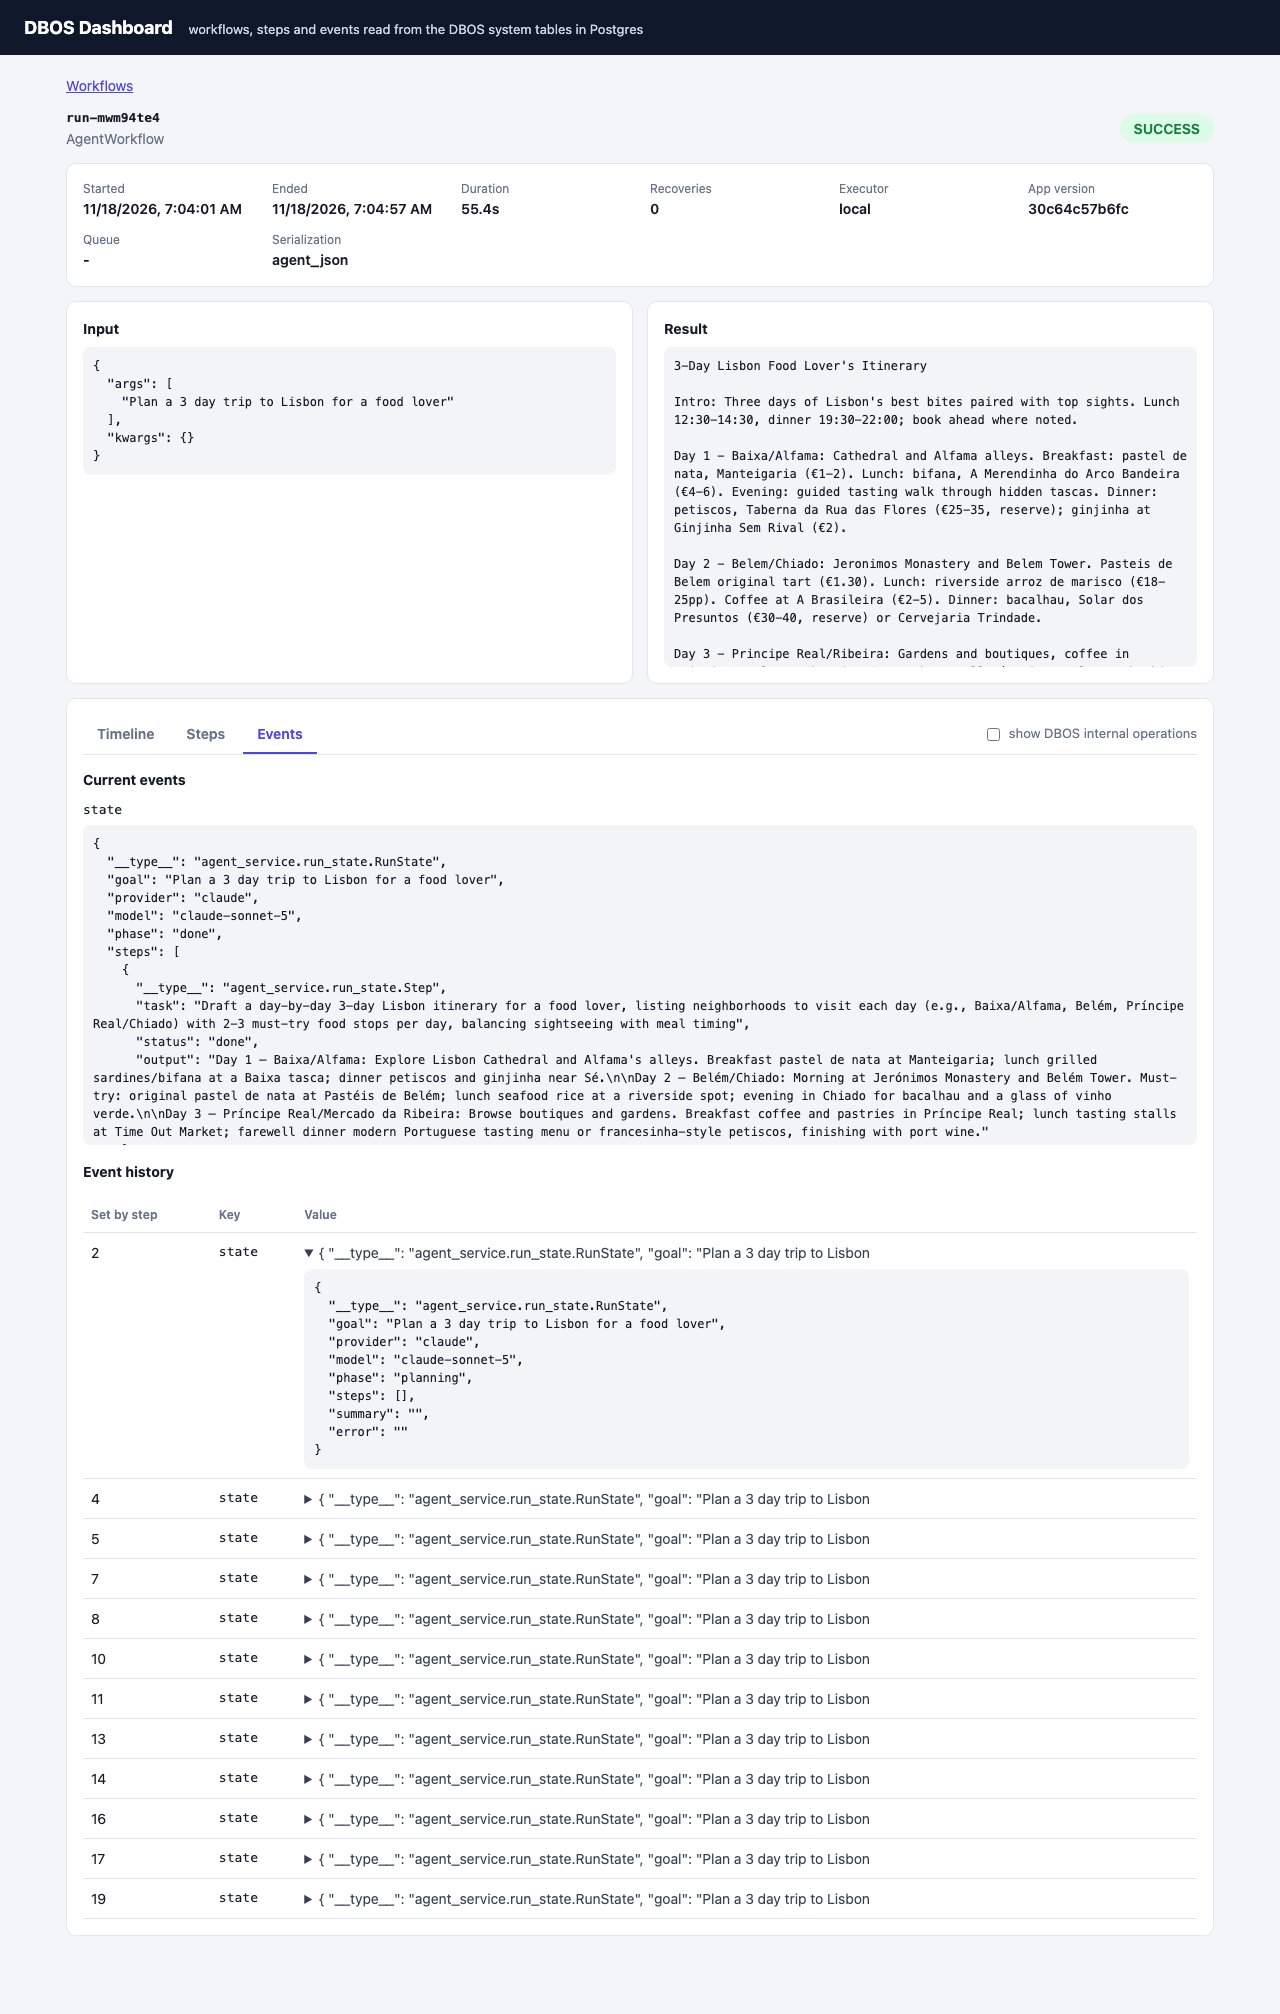 DBOS Dashboard workflows, steps and events read from the DBOS system tables in Postgres
Workflows
run-mwm94te4
AgentWorkflow
SUCCESS
Started Ended Duration Recoveries Executor App version
11/18/2026, 7:04:01 AM 11/18/2026, 7:04:57 AM 55.4s 0 local 30c64c57b6fc
Queue Serialization
- agent_json
Input
{
"args": [
"Plan a 3 day trip to Lisbon for a food lover"
],
"kwargs": {}
}
Result
3-Day Lisbon Food Lover's Itinerary
Intro: Three days of Lisbon's best bites paired with top sights. Lunch
12:30-14:30, dinner 19:30-22:00; book ahead where noted.
Day 1 - Baixa/Alfama: Cathedral and Alfama alleys. Breakfast: pastel de
nata, Manteigaria (€1-2). Lunch: bifana, A Merendinha do Arco Bandeira
(€4-6). Evening: guided tasting walk through hidden tascas. Dinner:
petiscos, Taberna da Rua das Flores (€25-35, reserve); ginjinha at
Ginjinha Sem Rival (€2).
Day 2 - Belem/Chiado: Jeronimos Monastery and Belem Tower. Pasteis de
Belem original tart (€1.30). Lunch: riverside arroz de marisco (€18-
25pp). Coffee at A Brasileira (€2-5). Dinner: bacalhau, Solar dos
Presuntos (€30-40, reserve) or Cervejaria Trindade.
Day 3 - Principe Real/Ribeira: Gardens and boutiques, coffee in
Timeline Steps Events show DBOS internal operations
Current events
state
{
"__type__": "agent_service.run_state.RunState",
"goal": "Plan a 3 day trip to Lisbon for a food lover",
"provider": "claude",
"model": "claude-sonnet-5",
"phase": "done",
"steps": [
{
"__type__": "agent_service.run_state.Step",
"task": "Draft a day-by-day 3-day Lisbon itinerary for a food lover, listing neighborhoods to visit each day (e.g., Baixa/Alfama, Belém, Príncipe
Real/Chiado) with 2-3 must-try food stops per day, balancing sightseeing with meal timing",
"status": "done",
"output": "Day 1 — Baixa/Alfama: Explore Lisbon Cathedral and Alfama's alleys. Breakfast pastel de nata at Manteigaria; lunch grilled
sardines/bifana at a Baixa tasca; dinner petiscos and ginjinha near Sé.\n\nDay 2 — Belém/Chiado: Morning at Jerónimos Monastery and Belém Tower. Must-
try: original pastel de nata at Pastéis de Belém; lunch seafood rice at a riverside spot; evening in Chiado for bacalhau and a glass of vinho
verde.\n\nDay 3 — Príncipe Real/Mercado da Ribeira: Browse boutiques and gardens. Breakfast coffee and pastries in Príncipe Real; lunch tasting stalls
at Time Out Market; farewell dinner modern Portuguese tasting menu or francesinha-style petiscos, finishing with port wine."
Event history
Set by step Key Value
2 state ▼ { "__type__": "agent_service.run_state.RunState", "goal": "Plan a 3 day trip to Lisbon
{
"__type__": "agent_service.run_state.RunState",
"goal": "Plan a 3 day trip to Lisbon for a food lover",
"provider": "claude",
"model": "claude-sonnet-5",
"phase": "planning",
"steps": [],
"summary": "",
"error": ""
}
4 state ▶ { "__type__": "agent_service.run_state.RunState", "goal": "Plan a 3 day trip to Lisbon
5 state ▶ { "__type__": "agent_service.run_state.RunState", "goal": "Plan a 3 day trip to Lisbon
7 state ▶ { "__type__": "agent_service.run_state.RunState", "goal": "Plan a 3 day trip to Lisbon
8 state ▶ { "__type__": "agent_service.run_state.RunState", "goal": "Plan a 3 day trip to Lisbon
10 state ▶ { "__type__": "agent_service.run_state.RunState", "goal": "Plan a 3 day trip to Lisbon
11 state ▶ { "__type__": "agent_service.run_state.RunState", "goal": "Plan a 3 day trip to Lisbon
13 state ▶ { "__type__": "agent_service.run_state.RunState", "goal": "Plan a 3 day trip to Lisbon
14 state ▶ { "__type__": "agent_service.run_state.RunState", "goal": "Plan a 3 day trip to Lisbon
16 state ▶ { "__type__": "agent_service.run_state.RunState", "goal": "Plan a 3 day trip to Lisbon
17 state ▶ { "__type__": "agent_service.run_state.RunState", "goal": "Plan a 3 day trip to Lisbon
19 state ▶ { "__type__": "agent_service.run_state.RunState", "goal": "Plan a 3 day trip to Lisbon